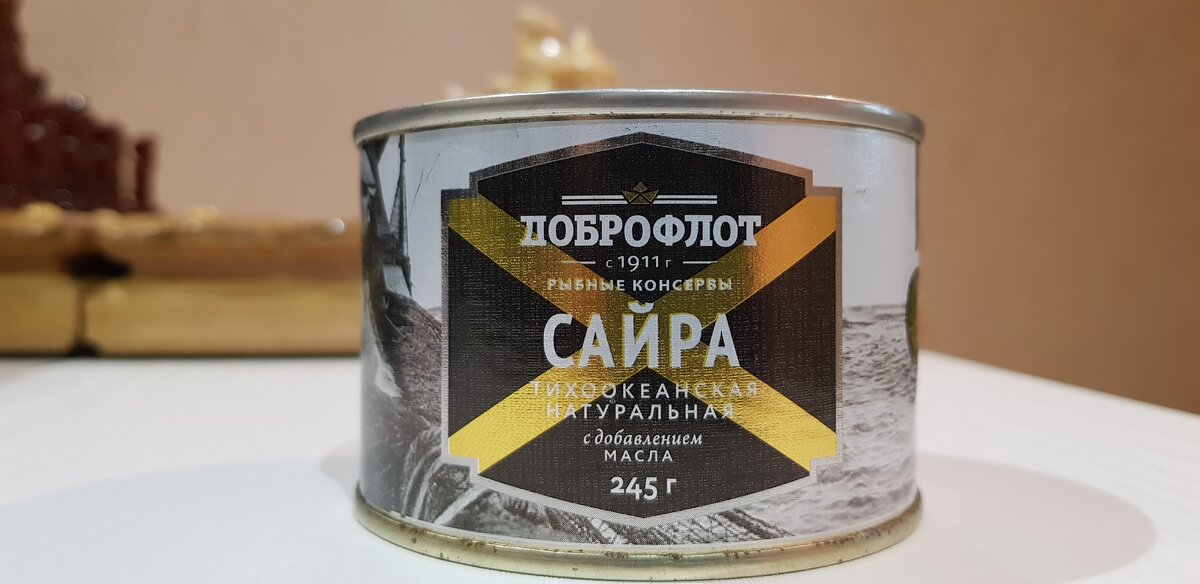 ДОБРОФЛОТ
с 1911 г
РЫБНЫЕ КОНСЕРВЫ
САЙРА
ТИХООКЕАНСКАЯ
НАТУРАЛЬНАЯ
с добавлением
МАСЛА
245 г